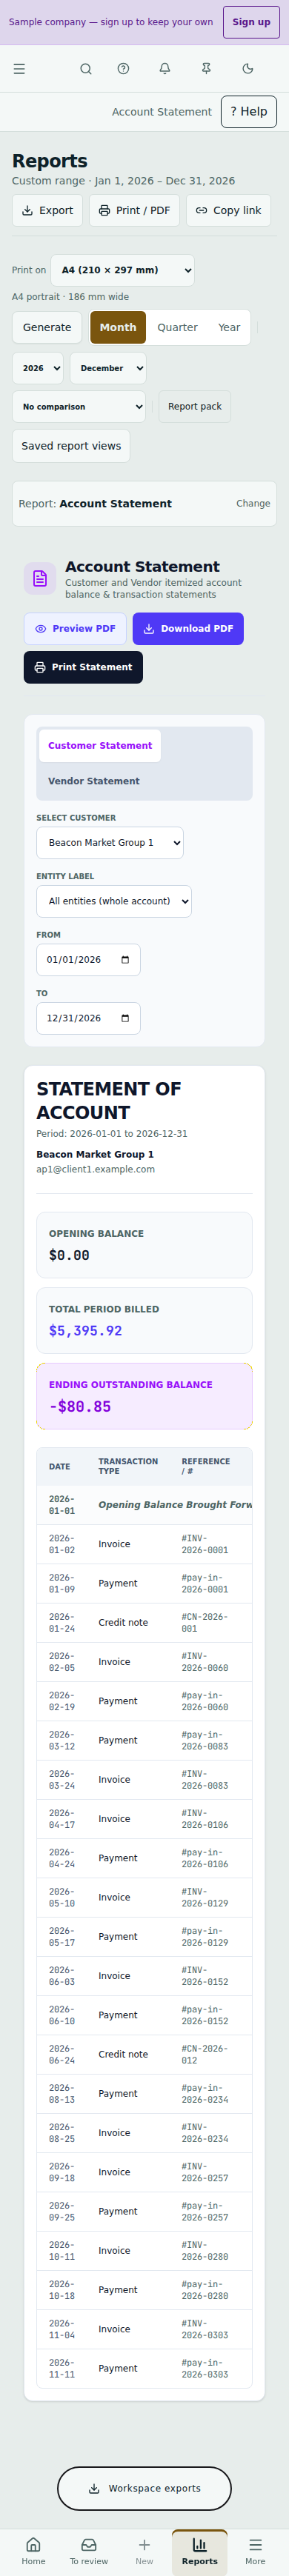 Sample company — sign up to keep your own Sign up
Account Statement ? Help
Reports
Custom range · Jan 1, 2026 – Dec 31, 2026
Export Print / PDF Copy link
Print on A4 (210 × 297 mm)
A4 portrait · 186 mm wide
Generate Month Quarter Year
2026 December
No comparison Report pack
Saved report views
Report: Account Statement Change
Account Statement
Customer and Vendor itemized account
balance & transaction statements
Preview PDF Download PDF
Print Statement
Customer Statement
Vendor Statement
SELECT CUSTOMER
Beacon Market Group 1
ENTITY LABEL
All entities (whole account)
FROM
01/01/2026
TO
12/31/2026
STATEMENT OF
ACCOUNT
Period: 2026-01-01 to 2026-12-31
Beacon Market Group 1
ap1@client1.example.com
OPENING BALANCE
$0.00
TOTAL PERIOD BILLED
$5,395.92
ENDING OUTSTANDING BALANCE
-$80.85
DATE TRANSACTION TYPE REFERENCE / #
2026-01-01 Opening Balance Brought Forw
2026-01-02 Invoice #INV-2026-0001
2026-01-09 Payment #pay-in-2026-0001
2026-01-24 Credit note #CN-2026-001
2026-02-05 Invoice #INV-2026-0060
2026-02-19 Payment #pay-in-2026-0060
2026-03-12 Payment #pay-in-2026-0083
2026-03-24 Invoice #INV-2026-0083
2026-04-17 Invoice #INV-2026-0106
2026-04-24 Payment #pay-in-2026-0106
2026-05-10 Invoice #INV-2026-0129
2026-05-17 Payment #pay-in-2026-0129
2026-06-03 Invoice #INV-2026-0152
2026-06-10 Payment #pay-in-2026-0152
2026-06-24 Credit note #CN-2026-012
2026-08-13 Payment #pay-in-2026-0234
2026-08-25 Invoice #INV-2026-0234
2026-09-18 Invoice #INV-2026-0257
2026-09-25 Payment #pay-in-2026-0257
2026-10-11 Invoice #INV-2026-0280
2026-10-18 Payment #pay-in-2026-0280
2026-11-04 Invoice #INV-2026-0303
2026-11-11 Payment #pay-in-2026-0303
Workspace exports
Home To review New Reports More